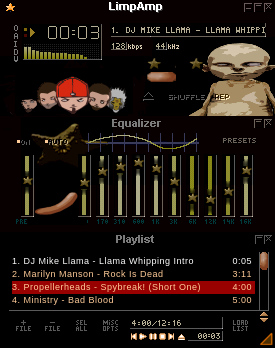 LimpAmp
O
A
I
D
V
00:03
1. DJ MIKE LLAMA - LLAMA WHIPPI
128 kbps 44 kHz
SHUFFLE REP
Equalizer
ON AUTO
PRESETS
PRE 170 310 600 1K 3K 6K 12K 14K 16K
Playlist
1. DJ Mike Llama - Llama Whipping Intro 0:05
2. Marilyn Manson - Rock Is Dead 3:11
3. Propellerheads - Spybreak! (Short One) 4:00
4. Ministry - Bad Blood 5:00
+ FILE
- FILE
SEL ALL
MISC OPTS
4:00/12:16
00:03
LOAD LIST